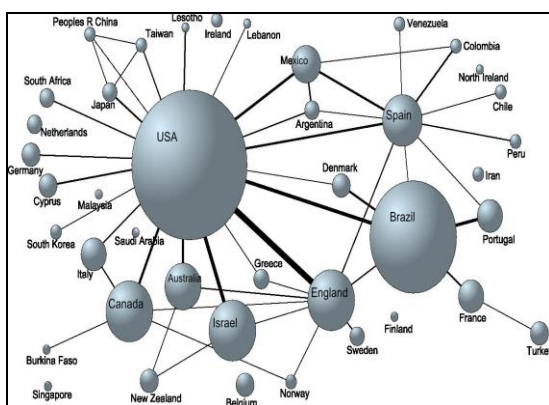 Peoples R China
Taiwan
Lesotho
Ireland
Lebanon
Venezuela
Mexico
Colombia
North Ireland
South Africa
Japan
USA
Argentina
Spain
Chile
Netherlands
Germany
Denmark
Peru
Iran
Cyprus
Malaysia
Brazil
Portugal
South Korea
Saudi Arabia
Italy
Australia
Greece
England
Canada
Israel
France
Finland
Sweden
Turke
Burkina Faso
Singapore
New Zealand
Belgium
Norway